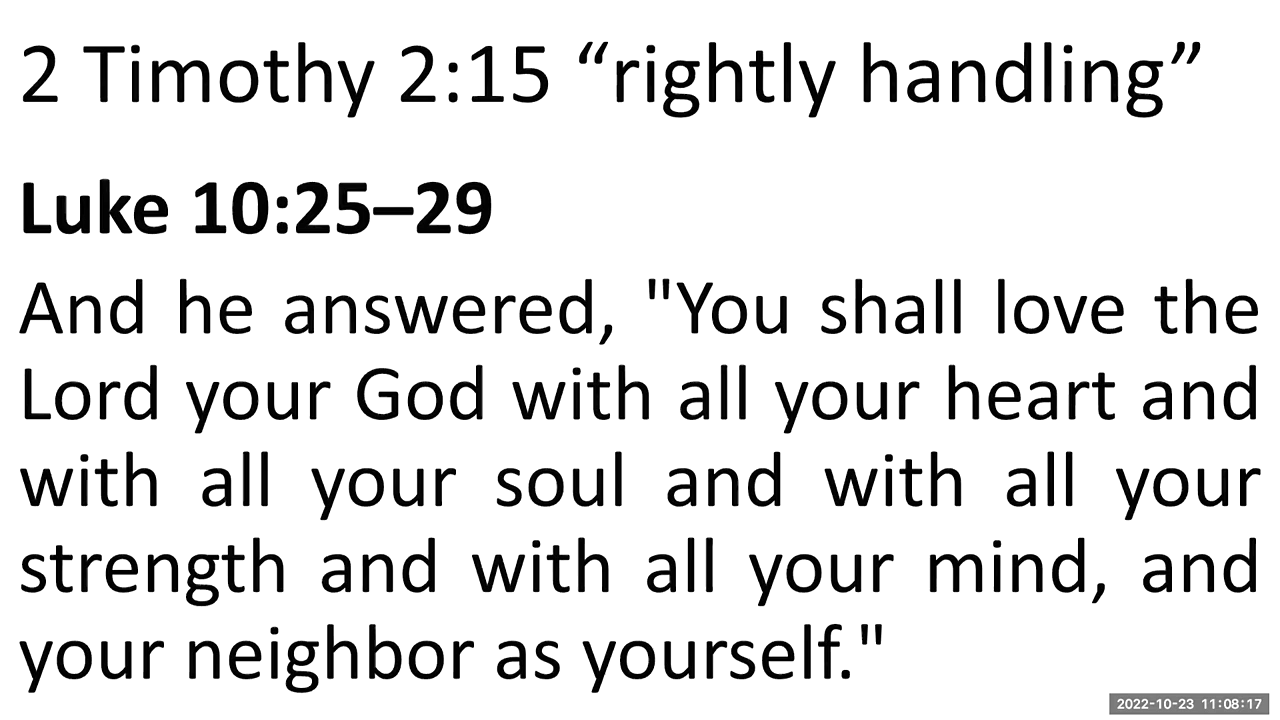 2 Timothy 2:15 “rightly handling”
Luke 10:25–29
And he answered, "You shall love the
Lord your God with all your heart and
with all your soul and with all your
strength and with all your mind, and
your neighbor as yourself."
2022-10-23 11:08:17